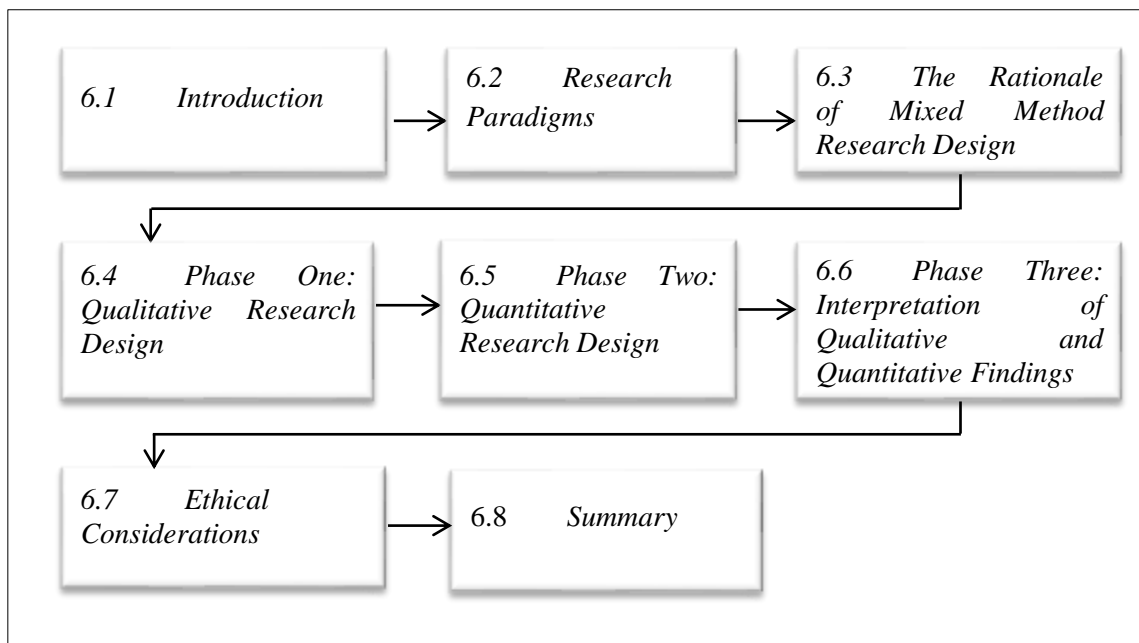 6.1 Introduction
6.2 Research
Paradigms
6.3 The Rationale
of Mixed Method
Research Design
6.4 Phase One:
Qualitative Research
Design
6.5 Phase Two:
Quantitative
Research Design
6.6 Phase Three:
Interpretation of
Qualitative and
Quantitative Findings
6.7 Ethical
Considerations
6.8 Summary